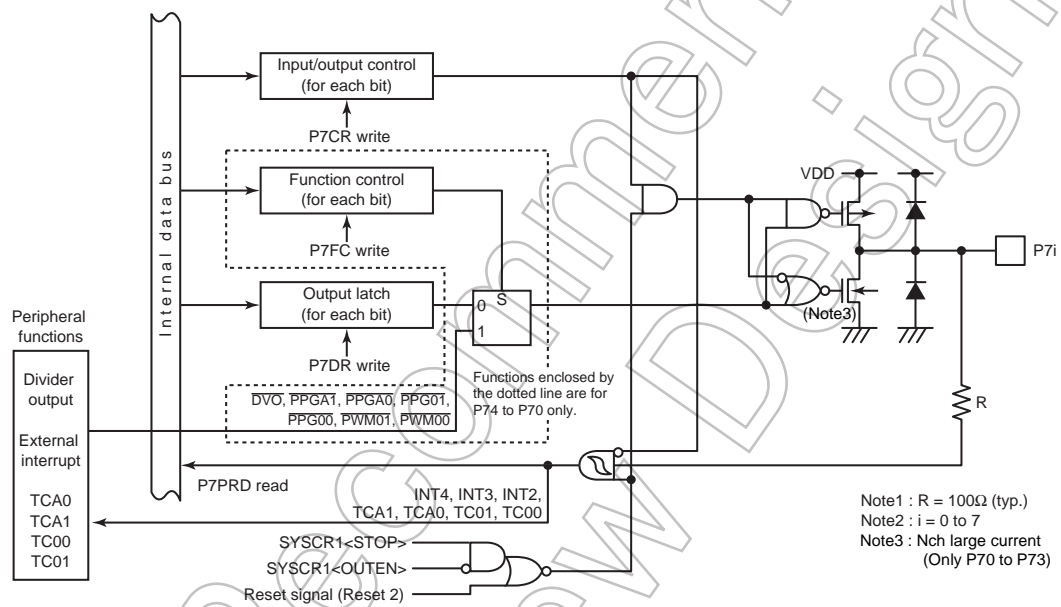 Internal data bus
Input/output control
(for each bit)
P7CR write
Function control
(for each bit)
P7FC write
Output latch
(for each bit)
P7DR write
S
0
1
VDD
P7i
(Note3)
R
Functions enclosed by
the dotted line are for
P74 to P70 only.
Peripheral
functions
Divider
output
External
interrupt
TCA0
TCA1
TC00
TC01
DVO, PPGA1, PPGA0, PPG01,
PPG00, PWM01, PWM00
P7PRD read
INT4, INT3, INT2,
TCA1, TCA0, TC01, TC00
SYSCR1<STOP>
SYSCR1<OUTEN>
Reset signal (Reset 2)
Note1 : R = 100Ω (typ.)
Note2 : i = 0 to 7
Note3 : Nch large current
(Only P70 to P73)